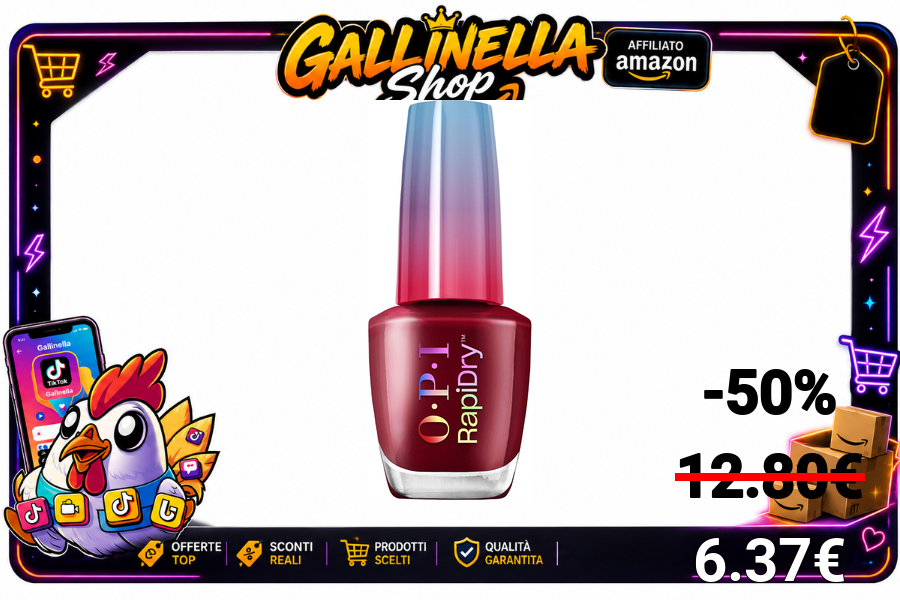 GALLINELLA
Shop
AFFILIATO
amazon
Gallinella
TikTok
Gallinella
O·P·I
RapiDry™
-50%
12.80€
6.37€
OFFERTE
TOP
SCONTI
REALI
PRODOTTI
SCELTI
QUALITÀ
GARANTITA